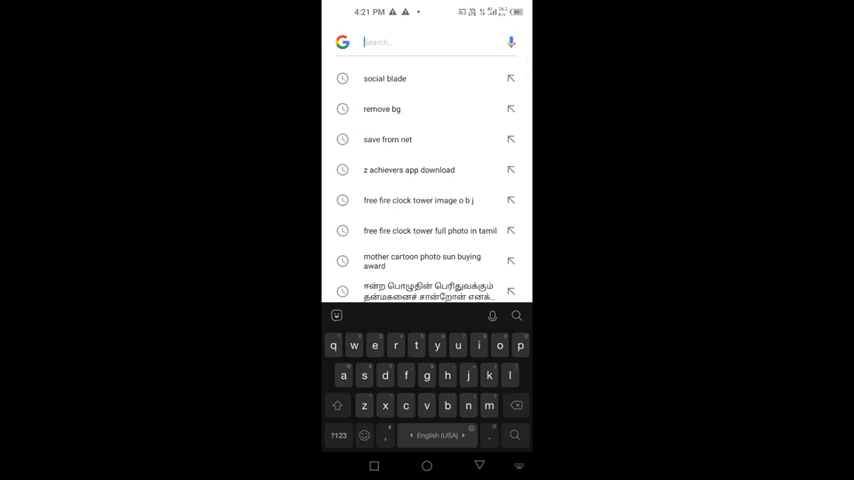 4:21 PM
Search...
social blade
remove bg
save from net
z achievers app download
free fire clock tower image o b j
free fire clock tower full photo in tamil
mother cartoon photo sun buying
award
ஈன்ற பொழுதின் பெரிதுவக்கும்
தன்மகனைச் சான்றோன் எனக்...
q w e r t y u i o p
a s d f g h j k l
z x c v b n m
?123 , English (USA) .